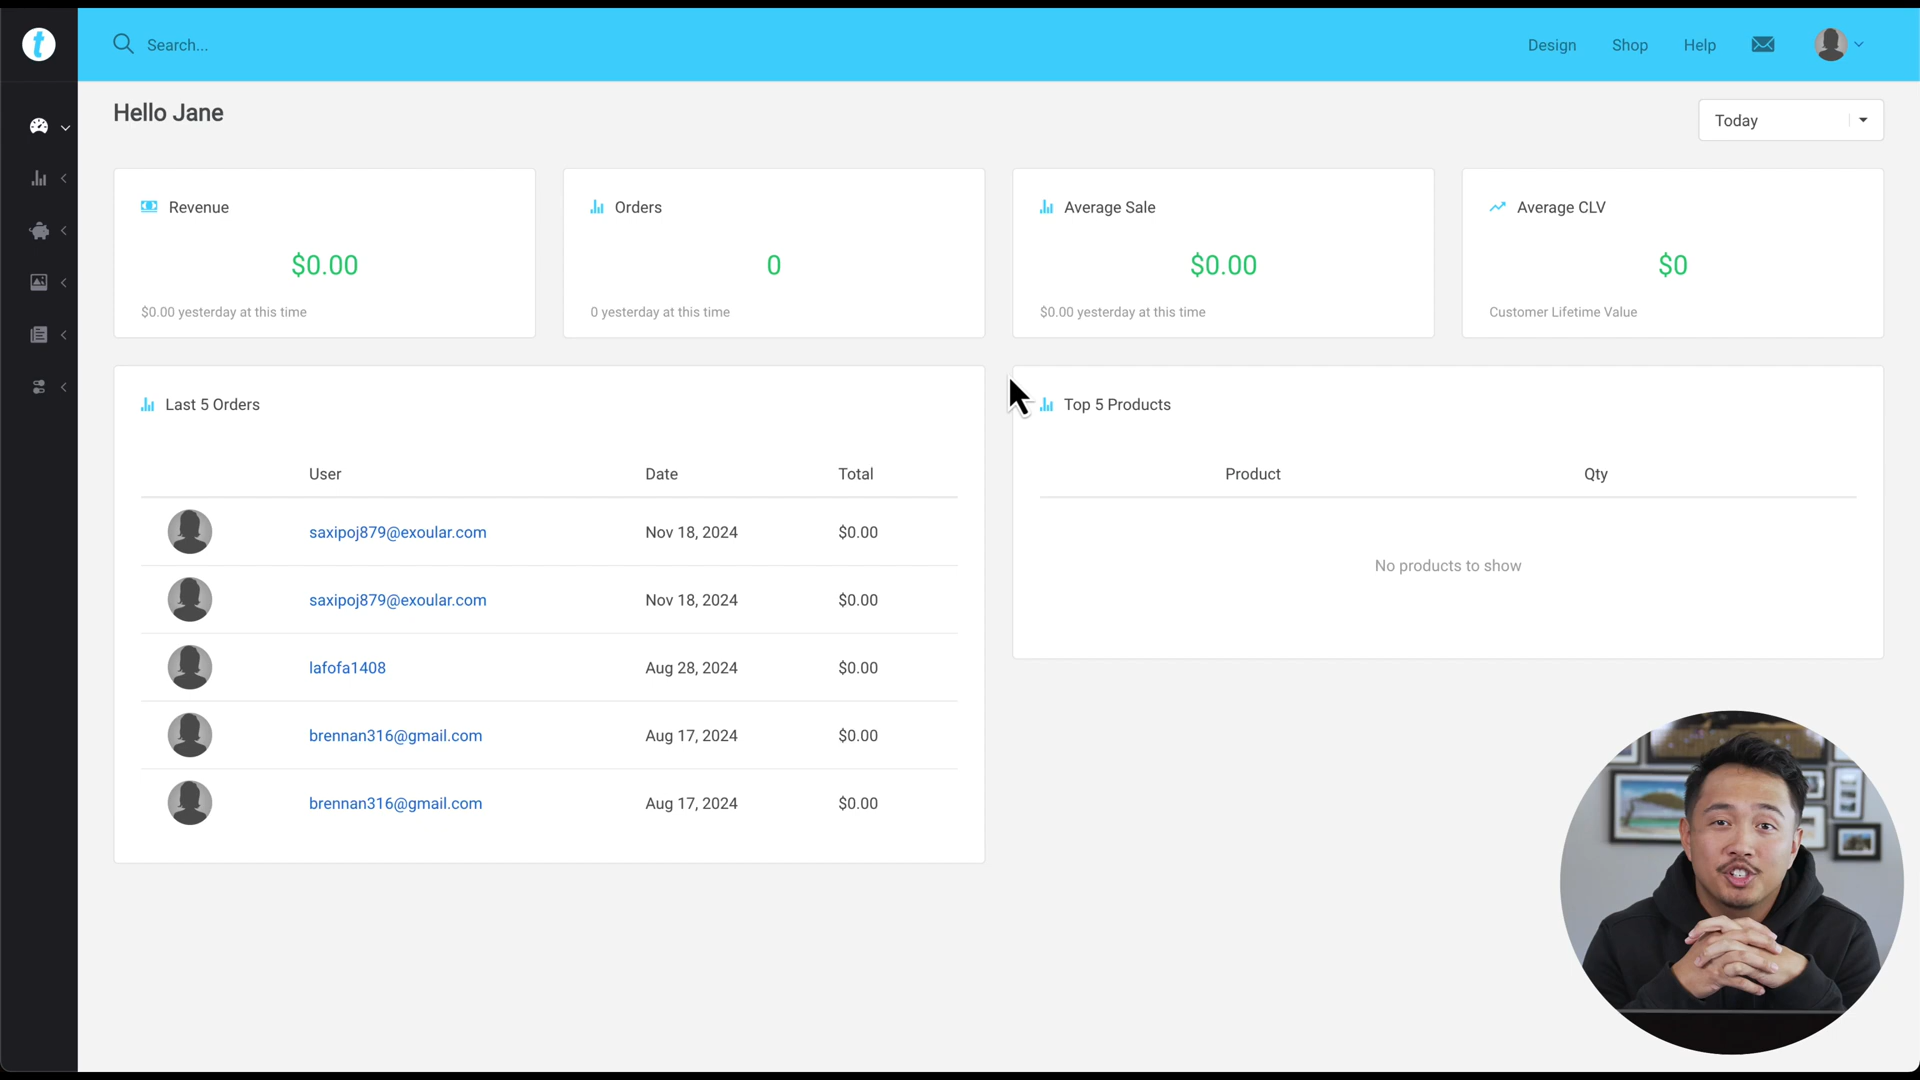 t
Search...
Design
Shop
Help
Hello Jane
Today
Revenue
$0.00
$0.00 yesterday at this time
Orders
0
0 yesterday at this time
Average Sale
$0.00
$0.00 yesterday at this time
Average CLV
$0
Customer Lifetime Value
Last 5 Orders
User Date Total
saxipoj879@exoular.com Nov 18, 2024 $0.00
saxipoj879@exoular.com Nov 18, 2024 $0.00
lafofa1408 Aug 28, 2024 $0.00
brennan316@gmail.com Aug 17, 2024 $0.00
brennan316@gmail.com Aug 17, 2024 $0.00
Top 5 Products
Product Qty
No products to show